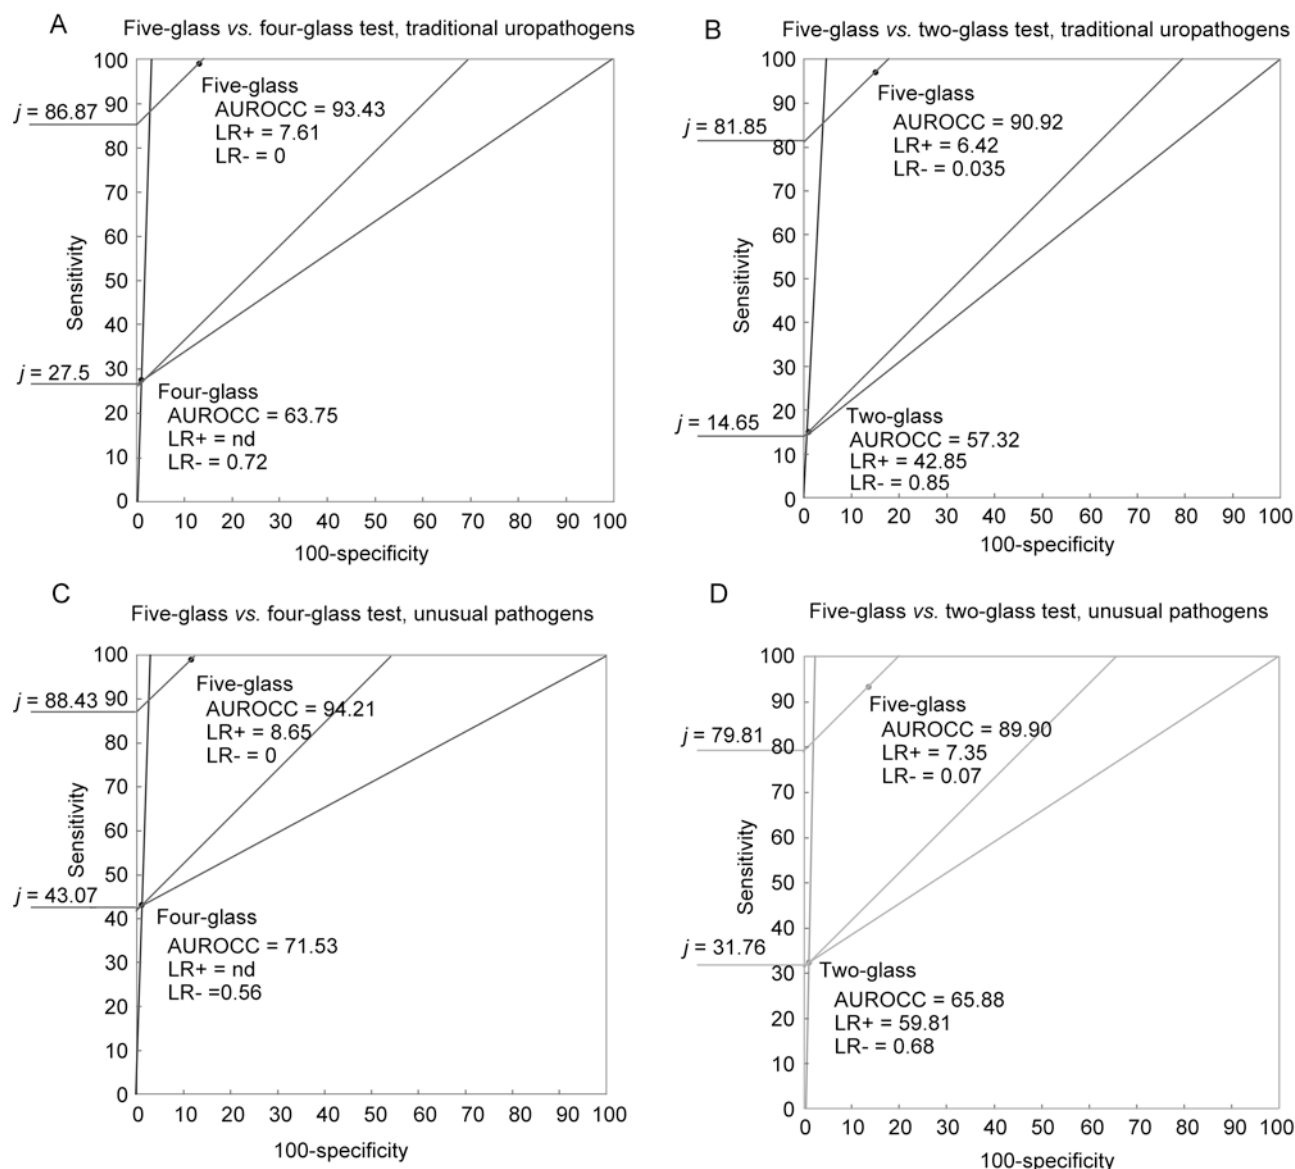 A
Five-glass vs. four-glass test, traditional uropathogens
100
90
80
70
60
50
40
30
20
10
0
j = 86.87
j = 27.5
Sensitivity
Five-glass
AUROCC = 93.43
LR+ = 7.61
LR- = 0
Four-glass
AUROCC = 63.75
LR+ = nd
LR- = 0.72
0 10 20 30 40 50 60 70 80 90 100
100-specificity
B
Five-glass vs. two-glass test, traditional uropathogens
100
90
80
70
60
50
40
30
20
10
0
j = 81.85
j = 14.65
Sensitivity
Five-glass
AUROCC = 90.92
LR+ = 6.42
LR- = 0.035
Two-glass
AUROCC = 57.32
LR+ = 42.85
LR- = 0.85
0 10 20 30 40 50 60 70 80 90 100
100-specificity
C
Five-glass vs. four-glass test, unusual pathogens
100
90
80
70
60
50
40
30
20
10
0
j = 88.43
j = 43.07
Sensitivity
Five-glass
AUROCC = 94.21
LR+ = 8.65
LR- = 0
Four-glass
AUROCC = 71.53
LR+ = nd
LR- =0.56
0 10 20 30 40 50 60 70 80 90 100
100-specificity
D
Five-glass vs. two-glass test, unusual pathogens
100
90
80
70
60
50
40
30
20
10
0
j = 79.81
j = 31.76
Sensitivity
Five-glass
AUROCC = 89.90
LR+ = 7.35
LR- = 0.07
Two-glass
AUROCC = 65.88
LR+ = 59.81
LR- = 0.68
0 10 20 30 40 50 60 70 80 90 100
100-specificity